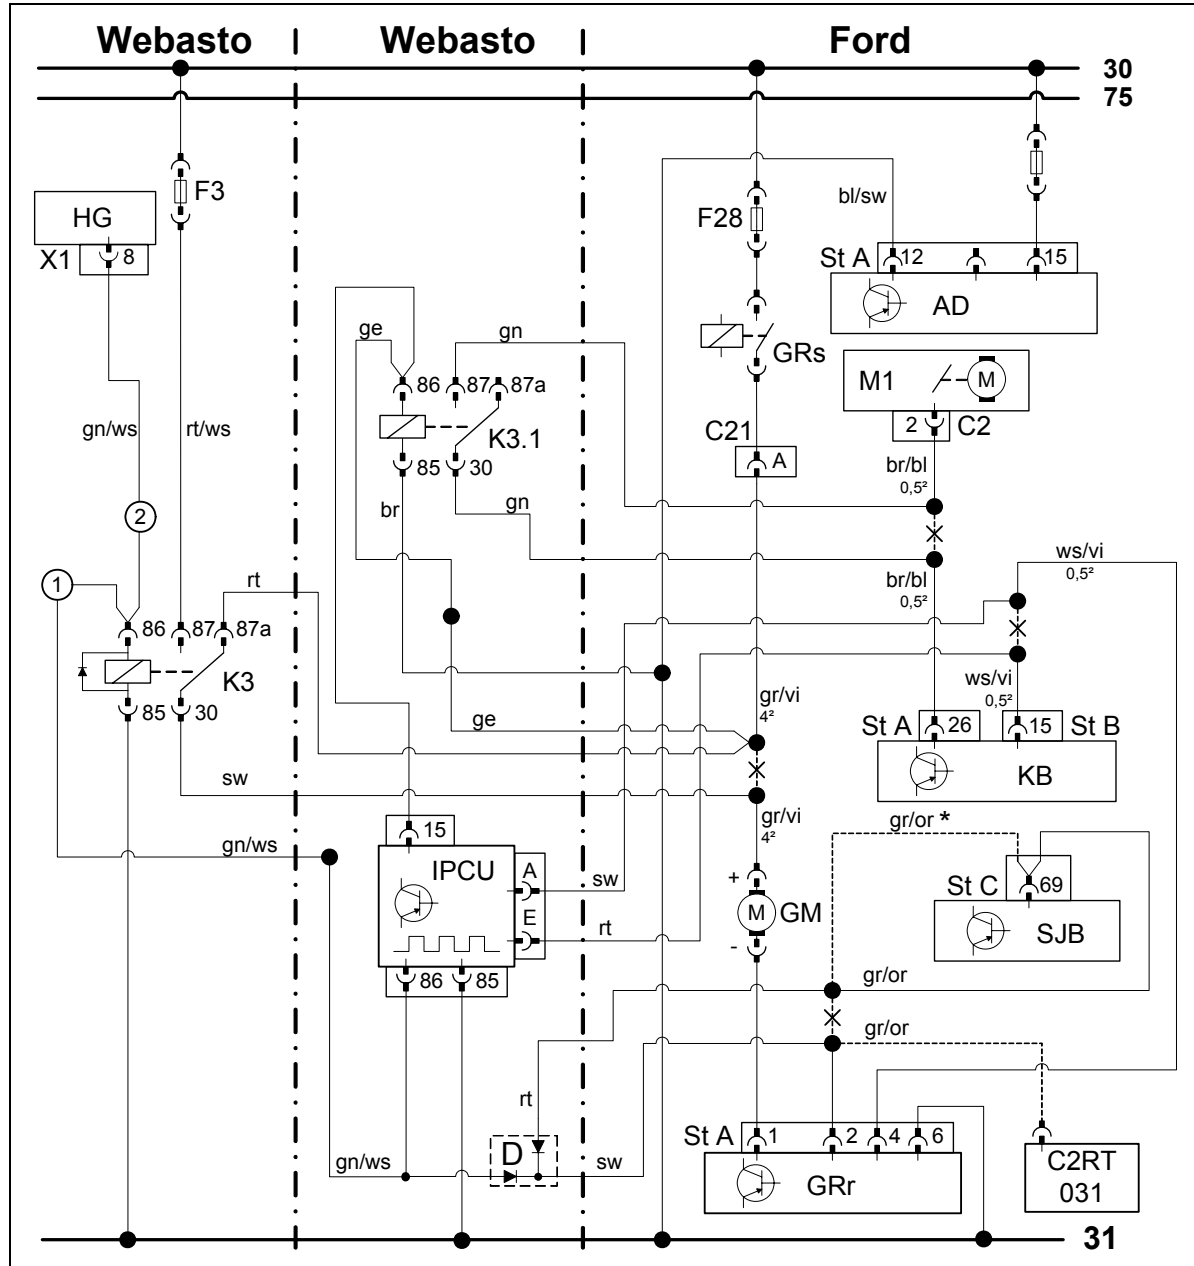 Webasto Webasto Ford
30
75
F3
HG
X1 8
bl/sw
F28
St A 12 15
AD
ge
gn
86 87 87a
GRs
M1 M
K3.1
2 C2
C21
A
gn/ws rt/ws
85 30
br/bl
0,5²
br
gn
2
ws/vi
0,5²
br/bl
0,5²
1
rt
86 87 87a
K3
ws/vi
0,5²
gr/vi
4²
85 30
ge
St A 26 15 St B
KB
sw
gr/vi
4²
gr/or *
15
gn/ws
IPCU
A
sw
+
St C 69
M GM
E
rt
SJB
-
86 85
gr/or
gr/or
rt
St A 1 2 4 6
D
gn/ws
sw
GRr
C2RT
031
31